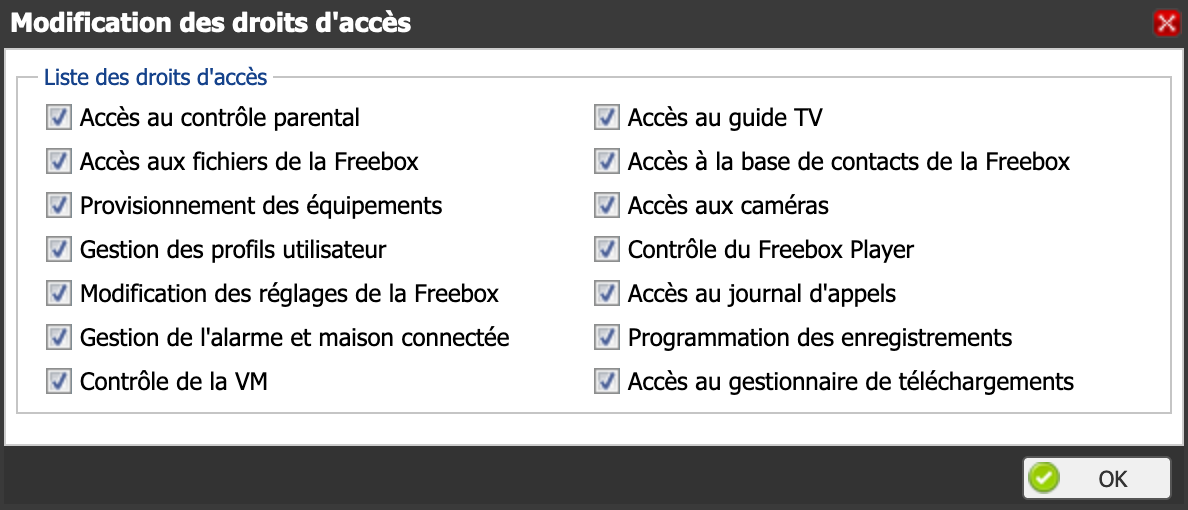 Modification des droits d'accès
Liste des droits d'accès
Accès au contrôle parental
Accès au guide TV
Accès aux fichiers de la Freebox
Accès à la base de contacts de la Freebox
Provisionnement des équipements
Accès aux caméras
Gestion des profils utilisateur
Contrôle du Freebox Player
Modification des réglages de la Freebox
Accès au journal d'appels
Gestion de l'alarme et maison connectée
Programmation des enregistrements
Contrôle de la VM
Accès au gestionnaire de téléchargements
OK